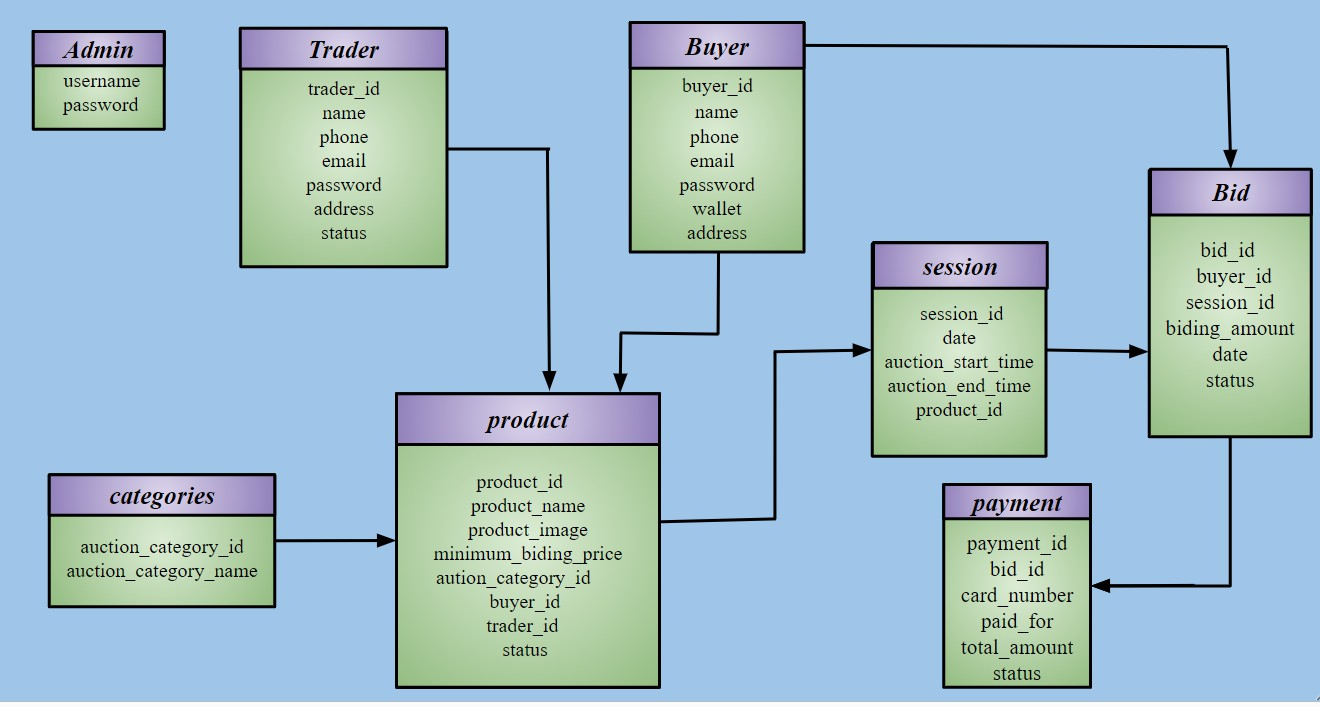 Admin
username
password
Trader
trader_id
name
phone
email
password
address
status
Buyer
buyer_id
name
phone
email
password
wallet
address
Bid
bid_id
buyer_id
session_id
biding_amount
date
status
session
session_id
date
auction_start_time
auction_end_time
product_id
categories
auction_category_id
auction_category_name
product
product_id
product_name
product_image
minimum_biding_price
aution_category_id
buyer_id
trader_id
status
payment
payment_id
bid_id
card_number
paid_for
total_amount
status